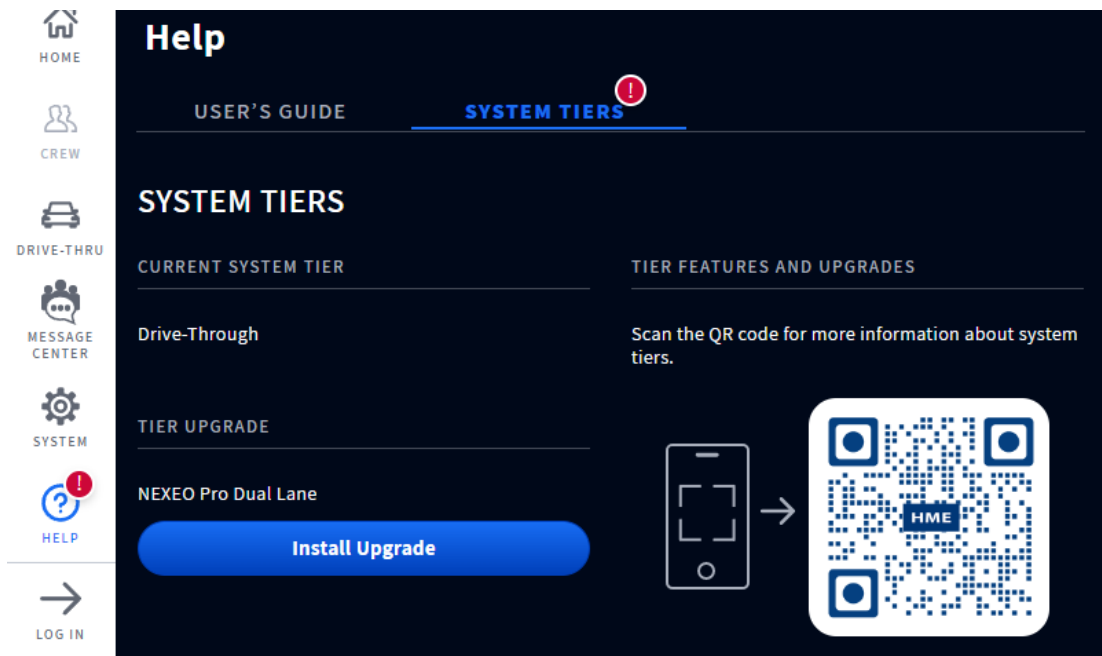 HOME
CREW
DRIVE-THRU
MESSAGE
CENTER
SYSTEM
!
HELP
LOG IN
Help
USER'S GUIDE
SYSTEM TIERS
!
SYSTEM TIERS
CURRENT SYSTEM TIER
Drive-Through
TIER UPGRADE
NEXEO Pro Dual Lane
Install Upgrade
TIER FEATURES AND UPGRADES
Scan the QR code for more information about system
tiers.
HME